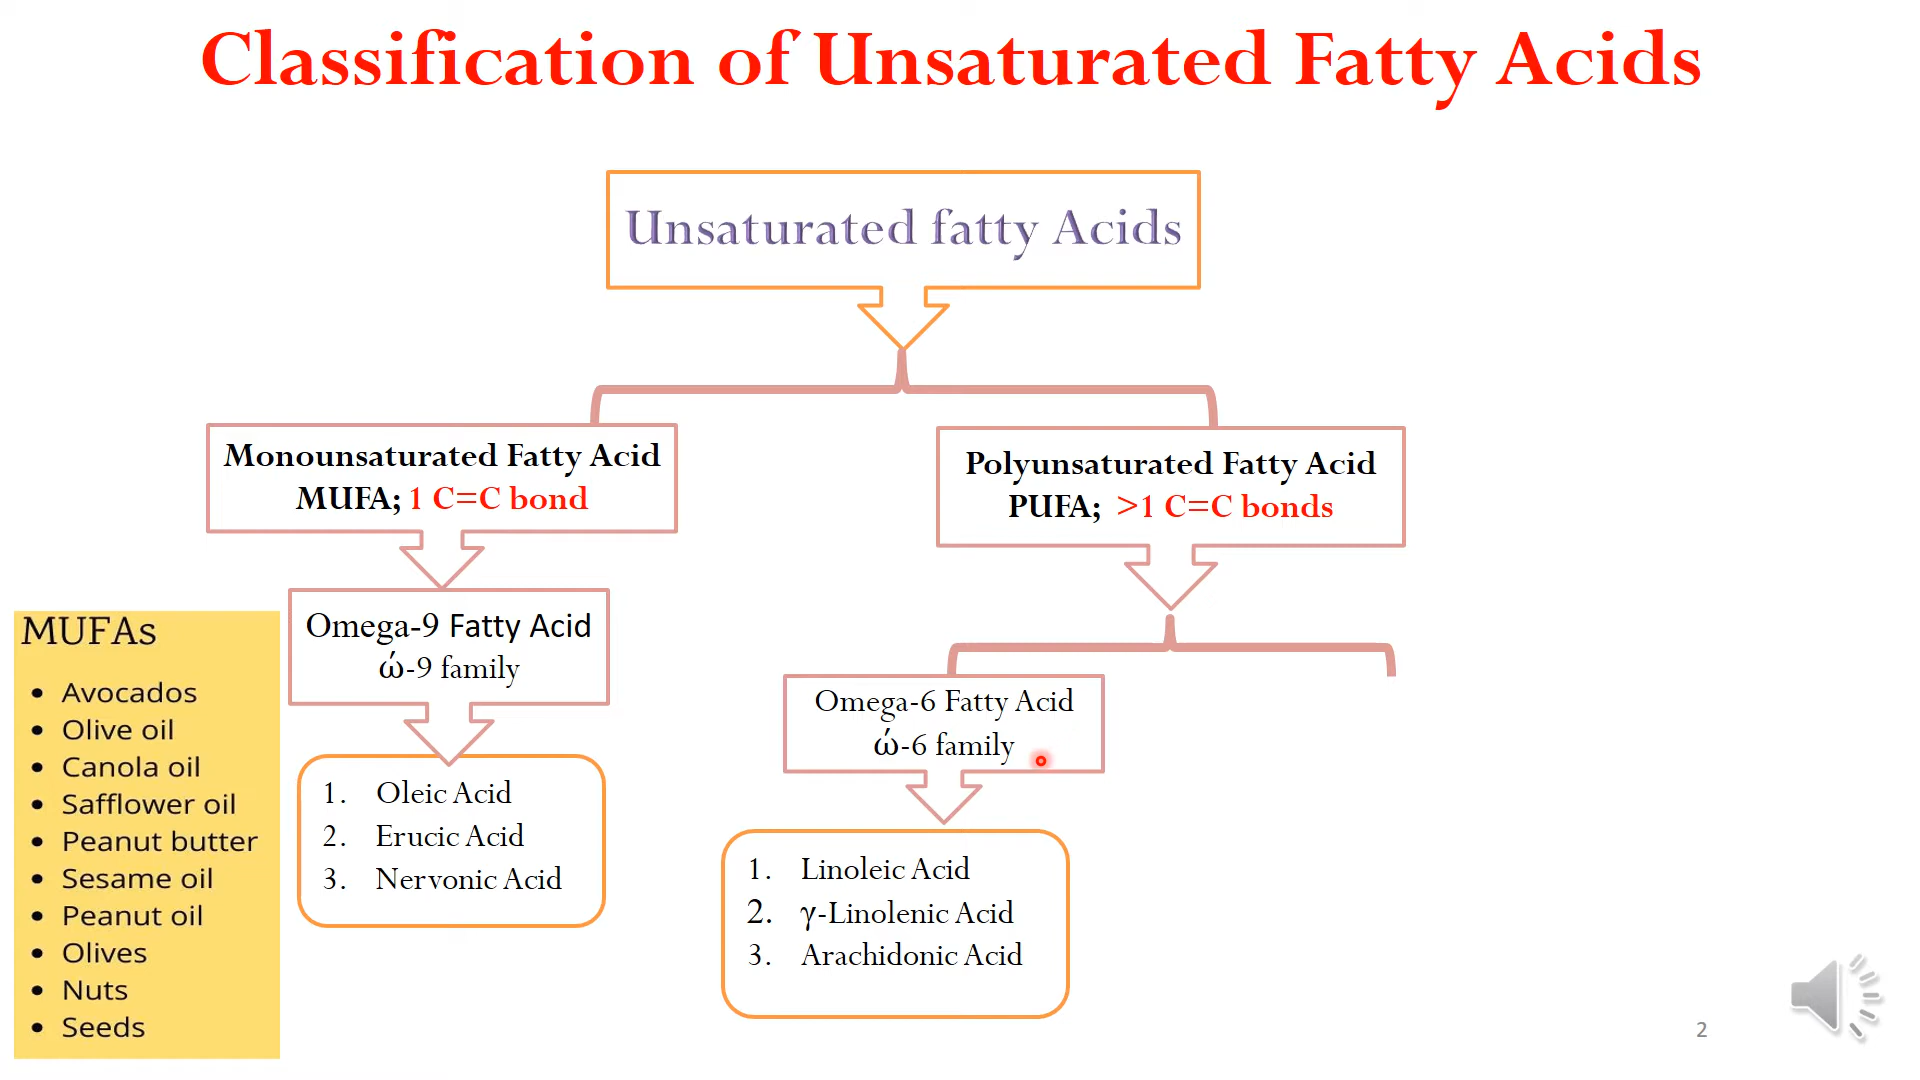 Classification of Unsaturated Fatty Acids
Unsaturated fatty Acids
Monounsaturated Fatty Acid
MUFA; 1 C=C bond
Polyunsaturated Fatty Acid
PUFA; >1 C=C bonds
Omega-9 Fatty Acid
ώ-9 family
Omega-6 Fatty Acid
ώ-6 family
MUFAs
• Avocados
• Olive oil
• Canola oil
• Safflower oil
• Peanut butter
• Sesame oil
• Peanut oil
• Olives
• Nuts
• Seeds
1. Oleic Acid
2. Erucic Acid
3. Nervonic Acid
1. Linoleic Acid
2. γ-Linolenic Acid
3. Arachidonic Acid
2